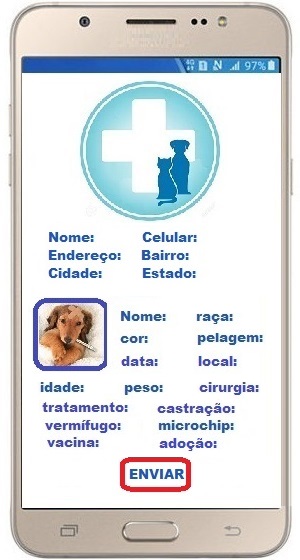 4G 97%
Nome: Celular:
Endereço: Bairro:
Cidade: Estado:
Nome: raça:
cor: pelagem:
data: local:
idade: peso: cirurgia:
tratamento: castração:
vermífugo: microchip:
vacina: adoção:
ENVIAR